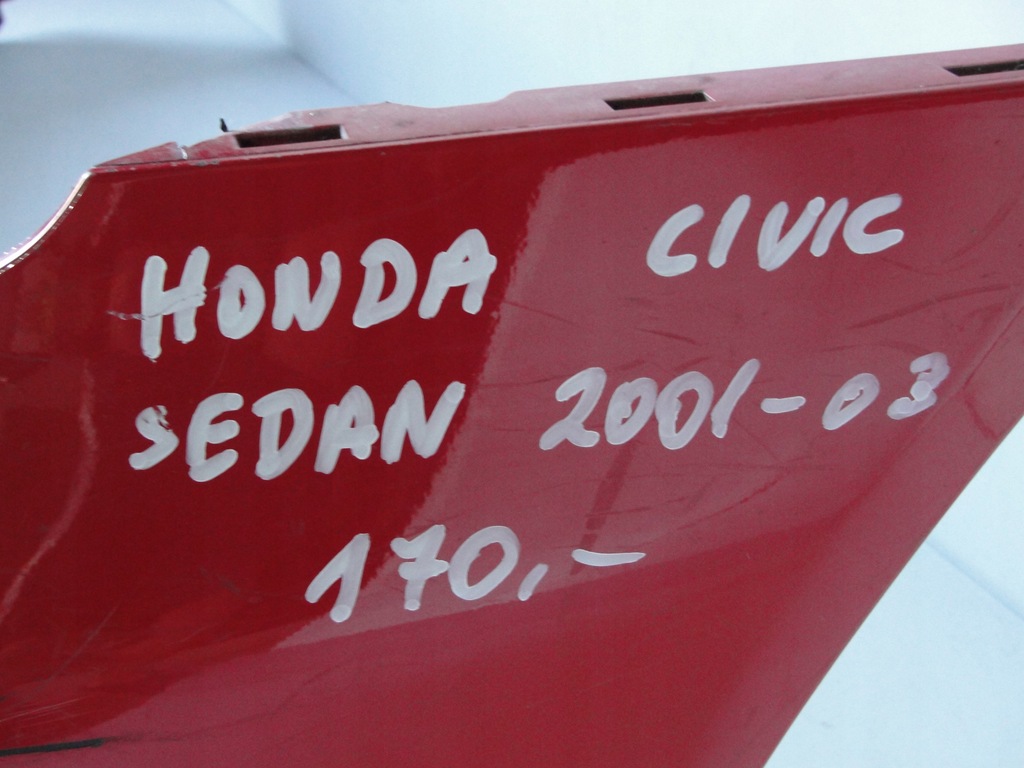 HONDA CIVIC
SEDAN 2001-03
170,-